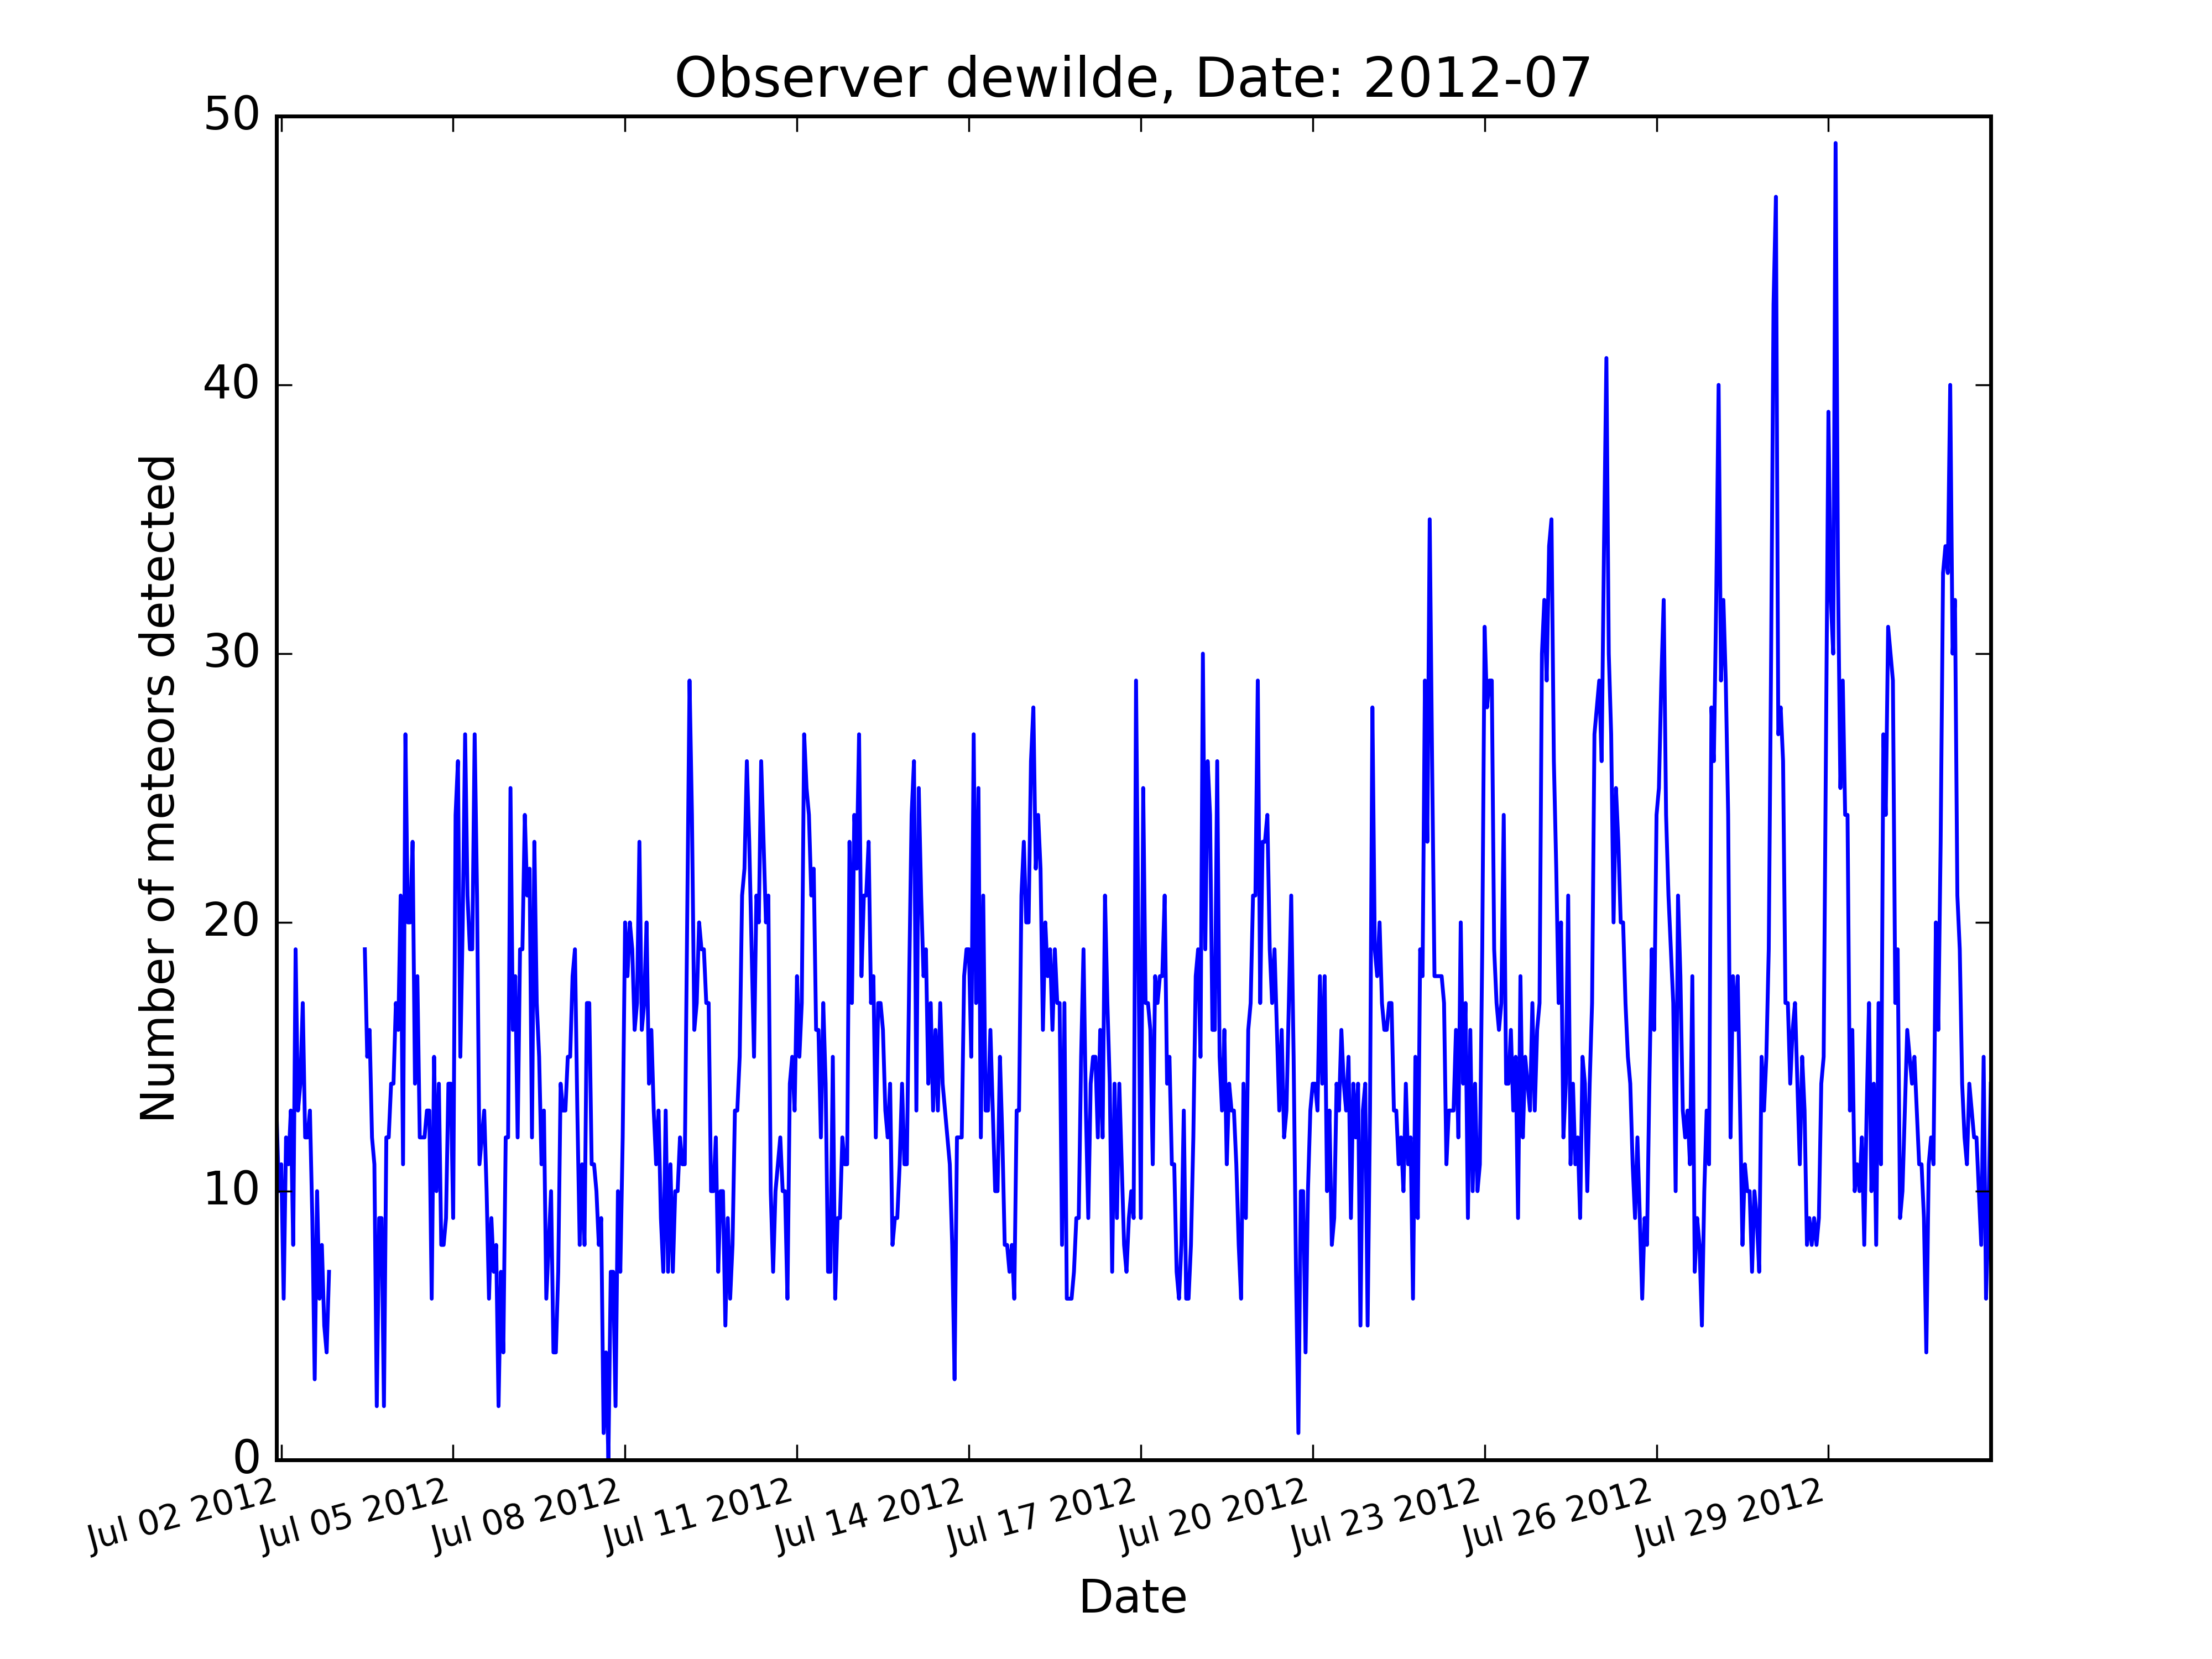 Observer dewilde, Date: 2012-07
50
40
30
20
10
0
Number of meteors detected
Jul 02 2012
Jul 05 2012
Jul 08 2012
Jul 11 2012
Jul 14 2012
Jul 17 2012
Jul 20 2012
Jul 23 2012
Jul 26 2012
Jul 29 2012
Date